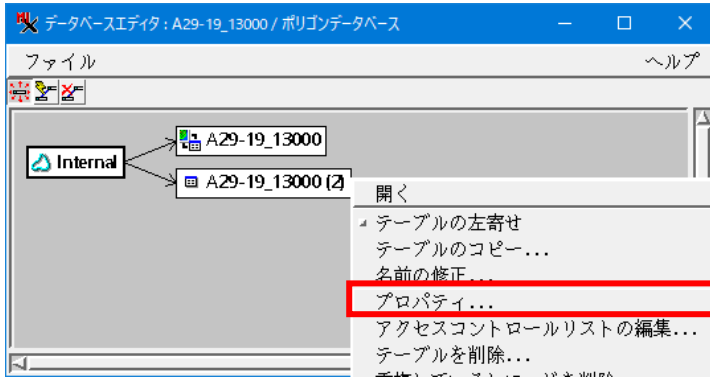 データベースエディタ : A29-19_13000 / ポリゴンデータベース
ファイル ヘルプ
A29-19_13000
Internal
A29-19_13000 (2)
開く
テーブルの左寄せ
テーブルのコピー...
名前の修正...
プロパティ...
アクセスコントロールリストの編集...
テーブルを削除...